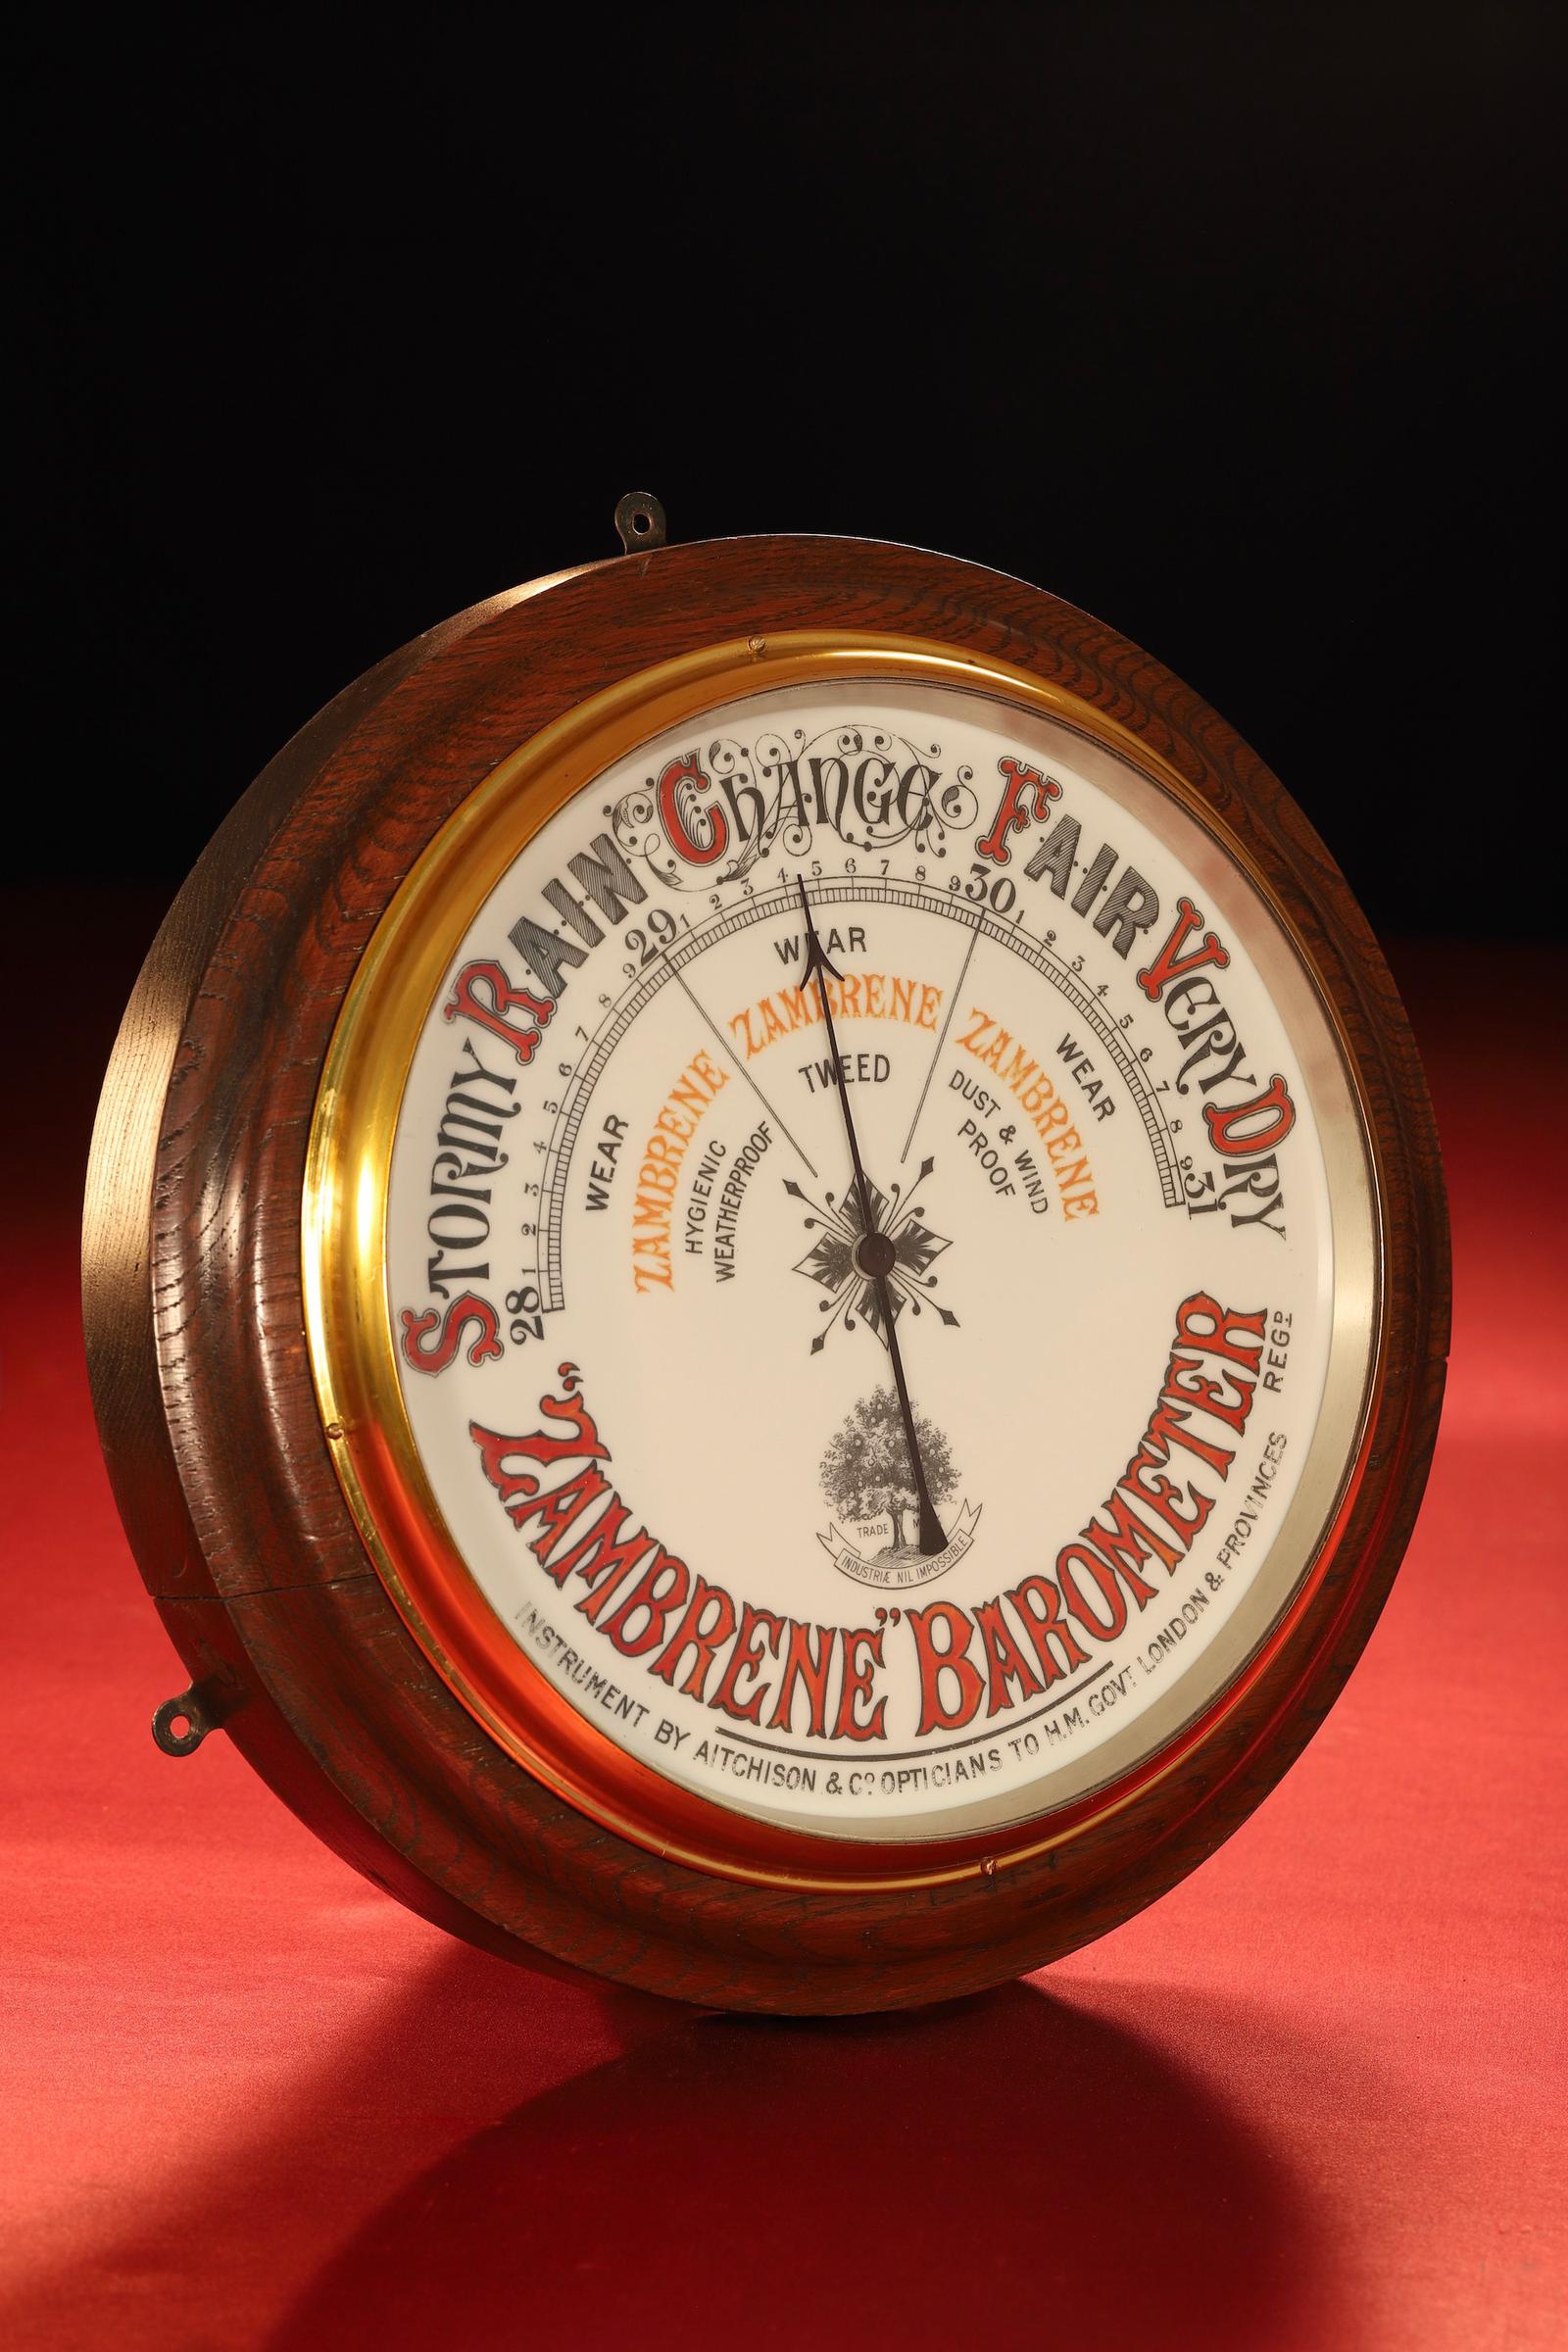 STORMY RAIN CHANGE FAIR VERY DRY
28 1 2 3 4 5 6 7 8 9 29 1 2 3 4 5 6 7 8 9 30 1 2 3 4 5 6 7 8 9 31
WEAR
ZAMBRENE
HYGIENIC
WEATHERPROOF
WEAR
ZAMBRENE
TWEED
WEAR
ZAMBRENE
DUST & WIND
PROOF
TRADE
INDUSTRIÆ NIL IMPOSSIBLE
"ZAMBRENE" BAROMETER
REGD
INSTRUMENT BY AITCHISON & Co OPTICIANS TO H.M. GOVT LONDON & PROVINCES